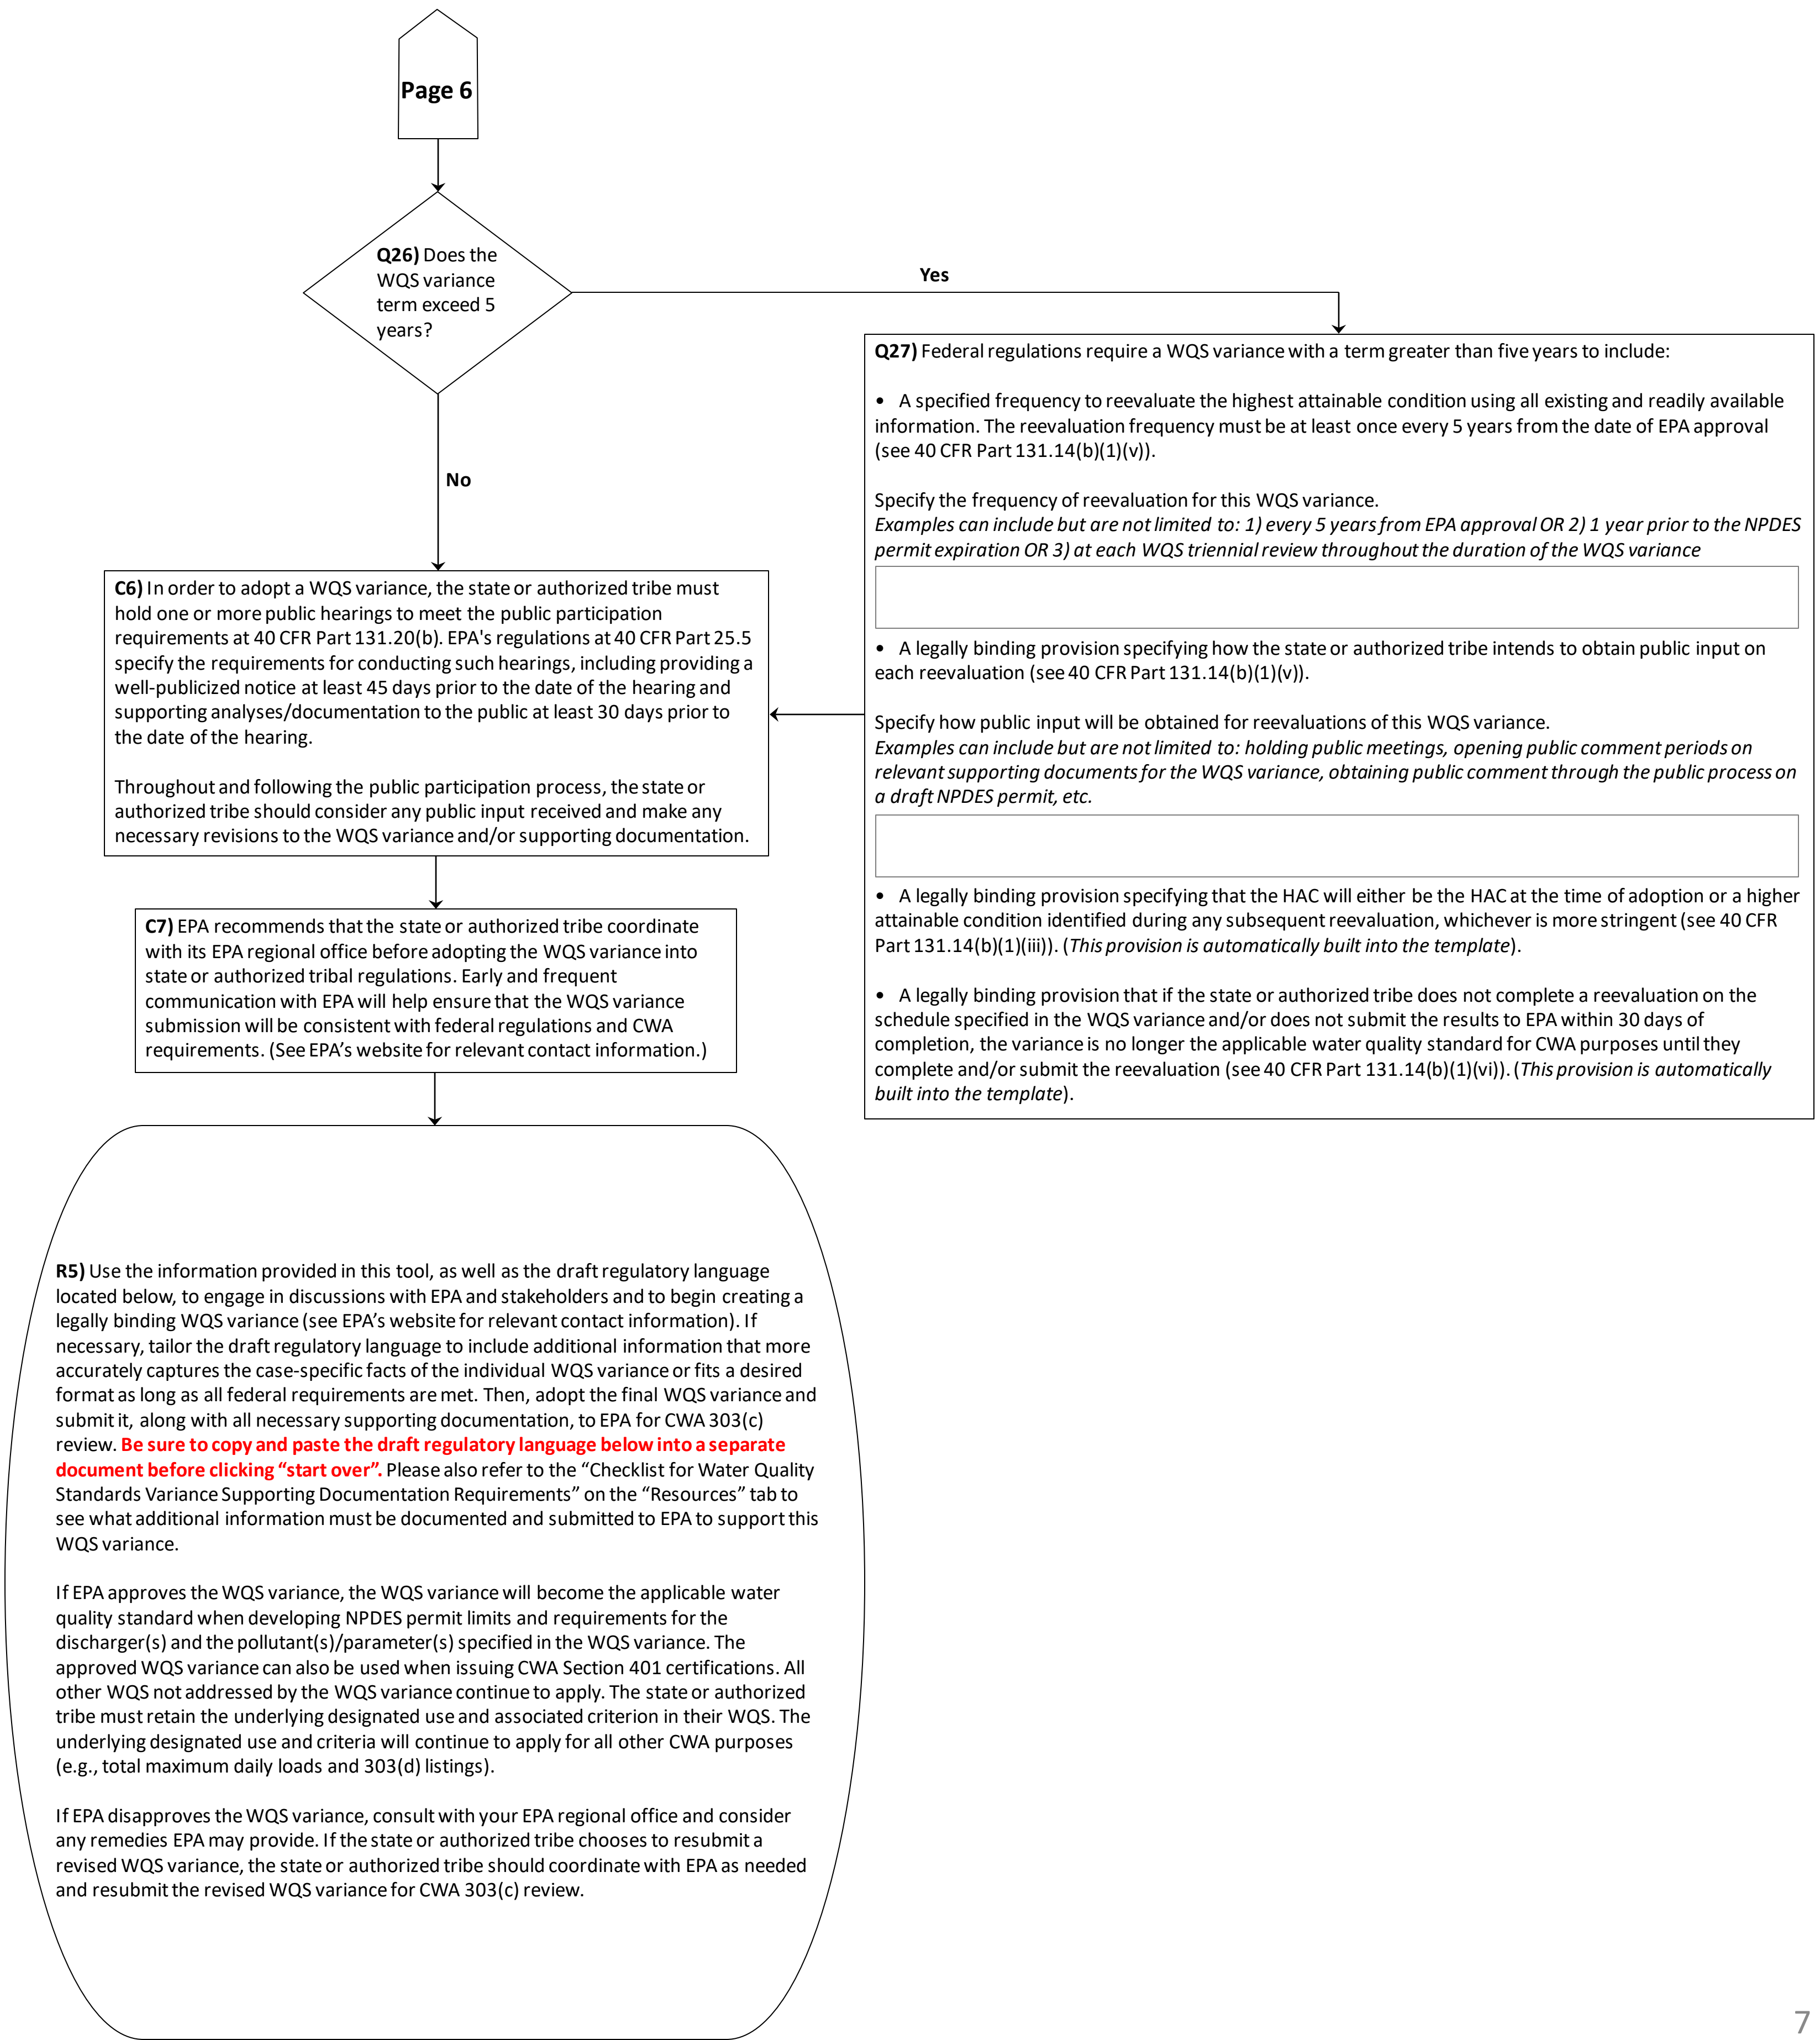 Page 6
Q26) Does the
WQS variance
term exceed 5
years?
Yes
No
Q27) Federal regulations require a WQS variance with a term greater than five years to include:
• A specified frequency to reevaluate the highest attainable condition using all existing and readily available
information. The reevaluation frequency must be at least once every 5 years from the date of EPA approval
(see 40 CFR Part 131.14(b)(1)(v)).
Specify the frequency of reevaluation for this WQS variance.
Examples can include but are not limited to: 1) every 5 years from EPA approval OR 2) 1 year prior to the NPDES
permit expiration OR 3) at each WQS triennial review throughout the duration of the WQS variance
• A legally binding provision specifying how the state or authorized tribe intends to obtain public input on
each reevaluation (see 40 CFR Part 131.14(b)(1)(v)).
Specify how public input will be obtained for reevaluations of this WQS variance.
Examples can include but are not limited to: holding public meetings, opening public comment periods on
relevant supporting documents for the WQS variance, obtaining public comment through the public process on
a draft NPDES permit, etc.
• A legally binding provision specifying that the HAC will either be the HAC at the time of adoption or a higher
attainable condition identified during any subsequent reevaluation, whichever is more stringent (see 40 CFR
Part 131.14(b)(1)(iii)). (This provision is automatically built into the template).
• A legally binding provision that if the state or authorized tribe does not complete a reevaluation on the
schedule specified in the WQS variance and/or does not submit the results to EPA within 30 days of
completion, the variance is no longer the applicable water quality standard for CWA purposes until they
complete and/or submit the reevaluation (see 40 CFR Part 131.14(b)(1)(vi)). (This provision is automatically
built into the template).
C6) In order to adopt a WQS variance, the state or authorized tribe must
hold one or more public hearings to meet the public participation
requirements at 40 CFR Part 131.20(b). EPA's regulations at 40 CFR Part 25.5
specify the requirements for conducting such hearings, including providing a
well-publicized notice at least 45 days prior to the date of the hearing and
supporting analyses/documentation to the public at least 30 days prior to
the date of the hearing.
Throughout and following the public participation process, the state or
authorized tribe should consider any public input received and make any
necessary revisions to the WQS variance and/or supporting documentation.
C7) EPA recommends that the state or authorized tribe coordinate
with its EPA regional office before adopting the WQS variance into
state or authorized tribal regulations. Early and frequent
communication with EPA will help ensure that the WQS variance
submission will be consistent with federal regulations and CWA
requirements. (See EPA’s website for relevant contact information.)
R5) Use the information provided in this tool, as well as the draft regulatory language
located below, to engage in discussions with EPA and stakeholders and to begin creating a
legally binding WQS variance (see EPA’s website for relevant contact information). If
necessary, tailor the draft regulatory language to include additional information that more
accurately captures the case-specific facts of the individual WQS variance or fits a desired
format as long as all federal requirements are met. Then, adopt the final WQS variance and
submit it, along with all necessary supporting documentation, to EPA for CWA 303(c)
review. Be sure to copy and paste the draft regulatory language below into a separate
document before clicking “start over”. Please also refer to the “Checklist for Water Quality
Standards Variance Supporting Documentation Requirements” on the “Resources” tab to
see what additional information must be documented and submitted to EPA to support this
WQS variance.
If EPA approves the WQS variance, the WQS variance will become the applicable water
quality standard when developing NPDES permit limits and requirements for the
discharger(s) and the pollutant(s)/parameter(s) specified in the WQS variance. The
approved WQS variance can also be used when issuing CWA Section 401 certifications. All
other WQS not addressed by the WQS variance continue to apply. The state or authorized
tribe must retain the underlying designated use and associated criterion in their WQS. The
underlying designated use and criteria will continue to apply for all other CWA purposes
(e.g., total maximum daily loads and 303(d) listings).
If EPA disapproves the WQS variance, consult with your EPA regional office and consider
any remedies EPA may provide. If the state or authorized tribe chooses to resubmit a
revised WQS variance, the state or authorized tribe should coordinate with EPA as needed
and resubmit the revised WQS variance for CWA 303(c) review.
7